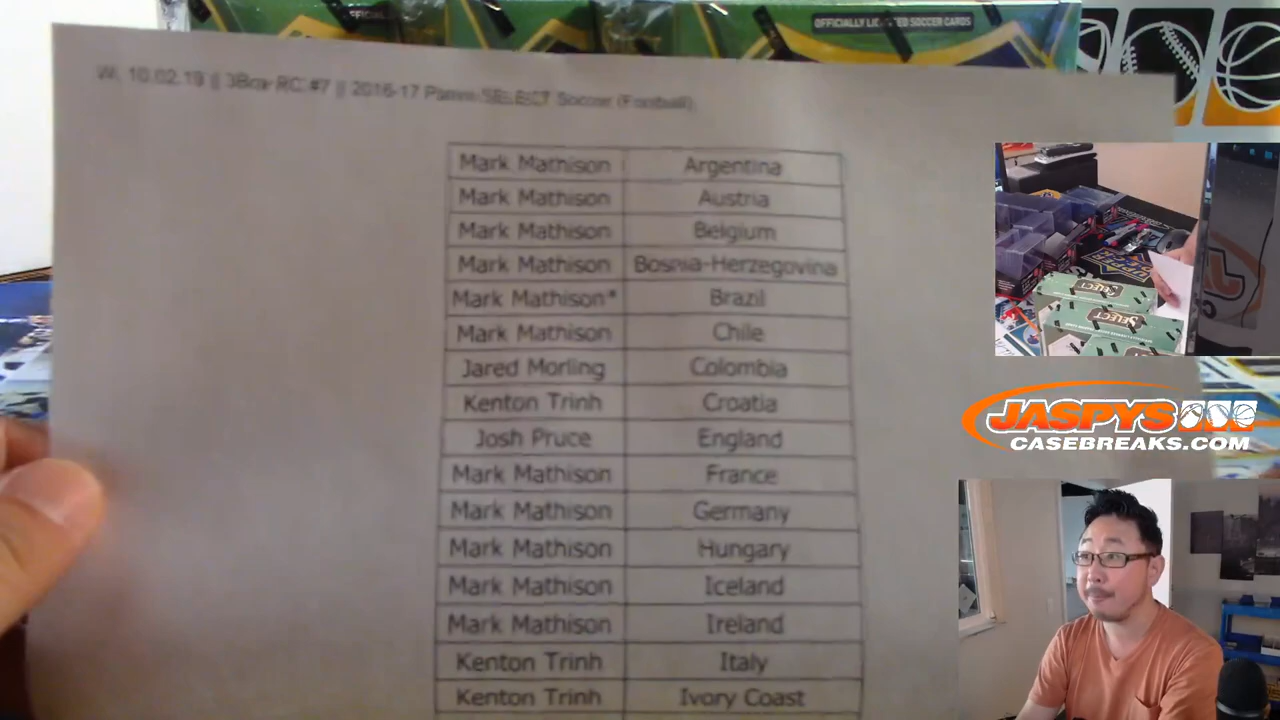 OFFICIALLY LICENSED SOCCER CARDS
W, 10.02.19 || 3Box RC #7 || 2016-17 Panini SELECT Soccer (Football)
Mark Mathison Argentina
Mark Mathison Austria
Mark Mathison Belgium
Mark Mathison Bosnia-Herzegovina
Mark Mathison* Brazil
Mark Mathison Chile
Jared Morling Colombia
Kenton Trinh Croatia
Josh Pruce England
Mark Mathison France
Mark Mathison Germany
Mark Mathison Hungary
Mark Mathison Iceland
Mark Mathison Ireland
Kenton Trinh Italy
Kenton Trinh Ivory Coast
UPPER
SELECT
SELECT
JASPYS
CASEBREAKS.COM